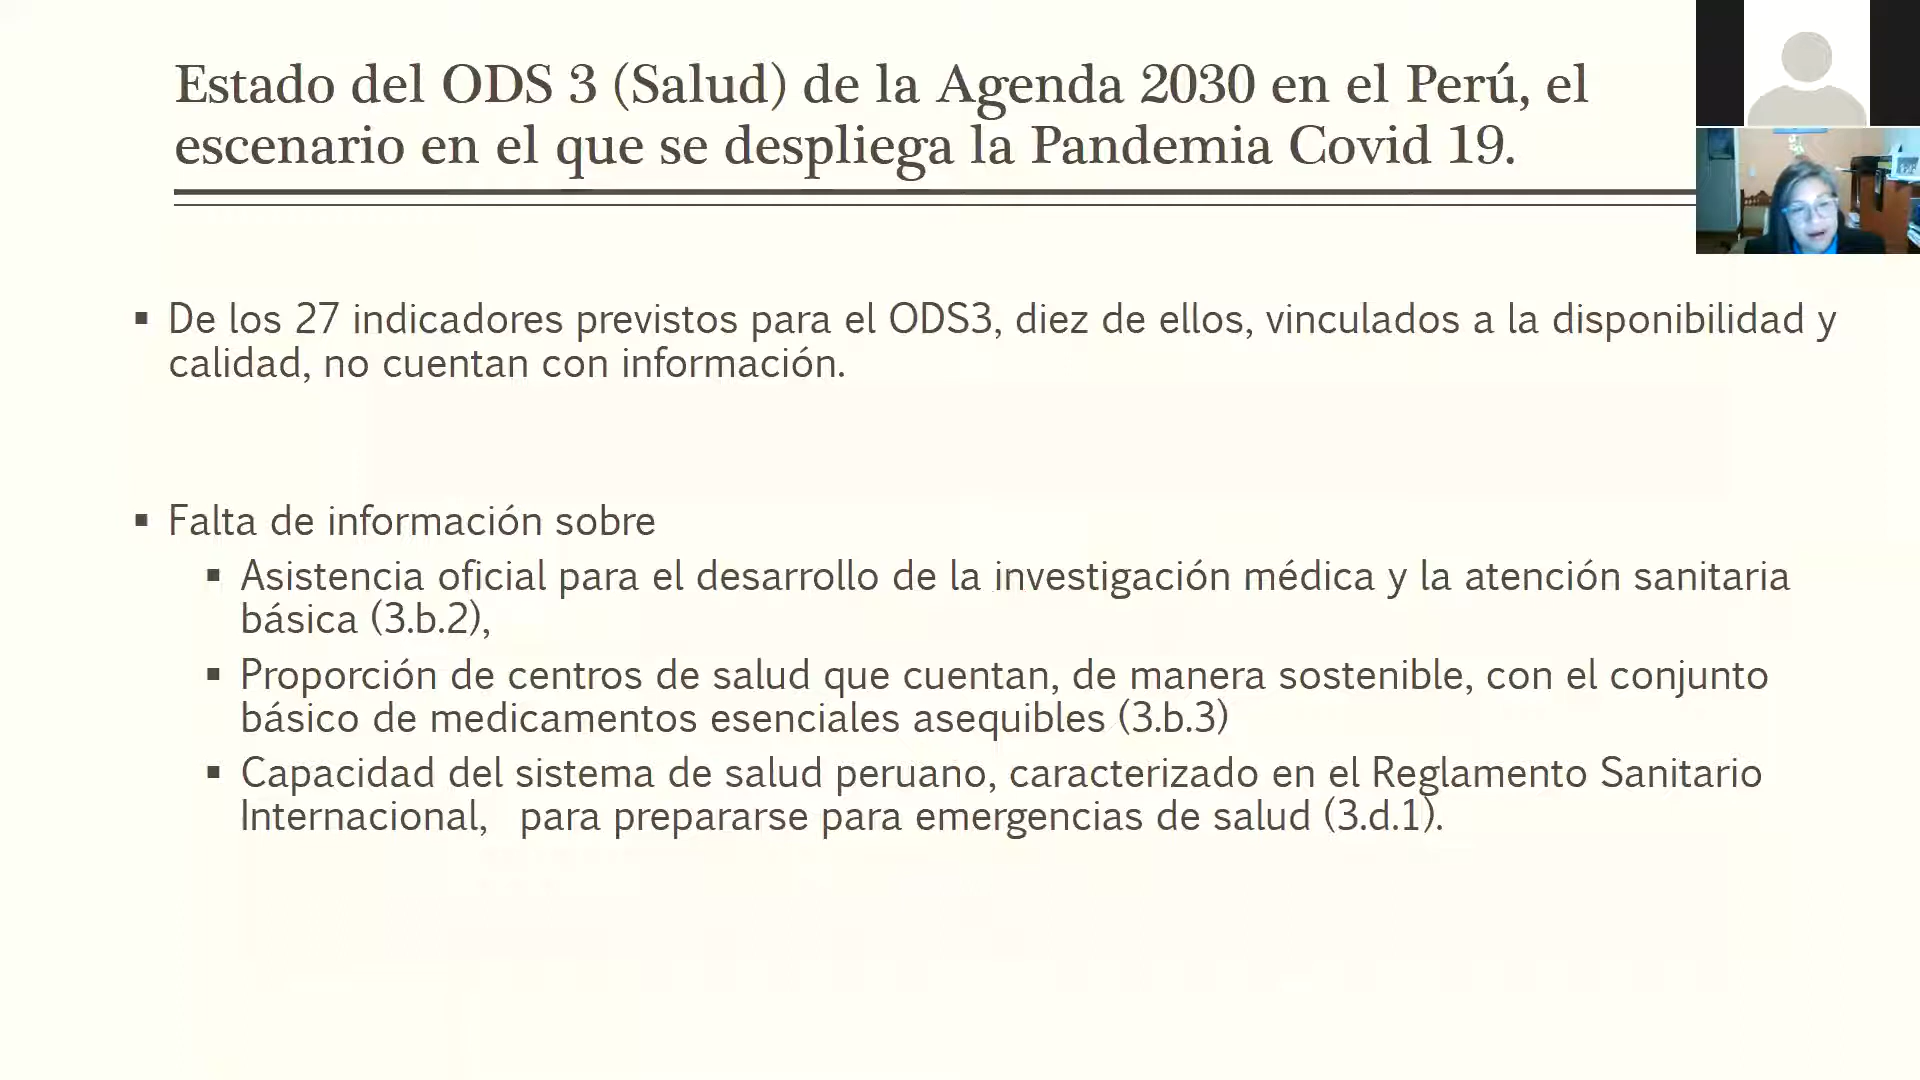 Estado del ODS 3 (Salud) de la Agenda 2030 en el Perú, el
escenario en el que se despliega la Pandemia Covid 19.
▪ De los 27 indicadores previstos para el ODS3, diez de ellos, vinculados a la disponibilidad y
calidad, no cuentan con información.
▪ Falta de información sobre
▪ Asistencia oficial para el desarrollo de la investigación médica y la atención sanitaria
básica (3.b.2),
▪ Proporción de centros de salud que cuentan, de manera sostenible, con el conjunto
básico de medicamentos esenciales asequibles (3.b.3)
▪ Capacidad del sistema de salud peruano, caracterizado en el Reglamento Sanitario
Internacional, para prepararse para emergencias de salud (3.d.1).